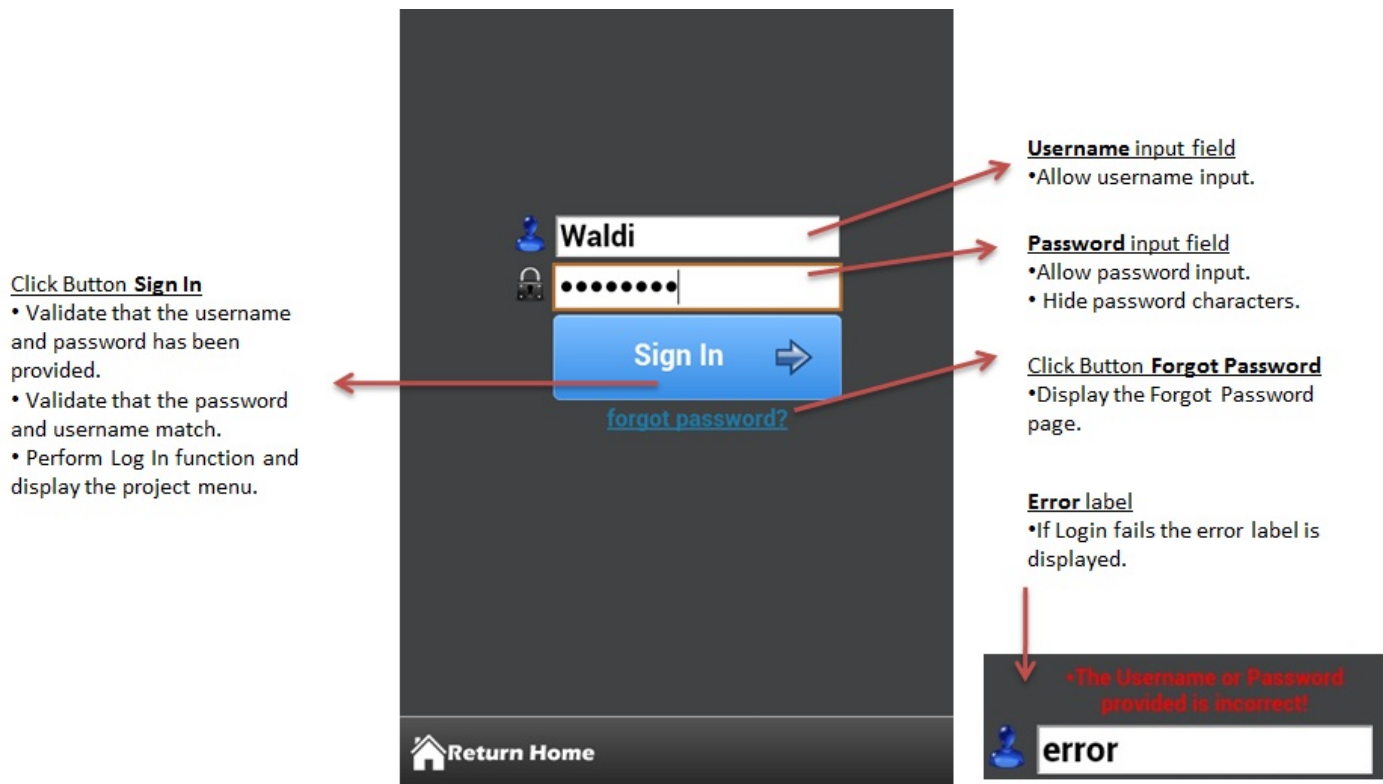 Click Button Sign In
• Validate that the username
and password has been
provided.
• Validate that the password
and username match.
• Perform Log In function and
display the project menu.
Waldi
••••••••
Sign In
forgot password?
Return Home
Username input field
•Allow username input.
Password input field
•Allow password input.
• Hide password characters.
Click Button Forgot Password
•Display the Forgot Password
page.
Error label
•If Login fails the error label is
displayed.
•The Username or Password
provided is incorrect!
error